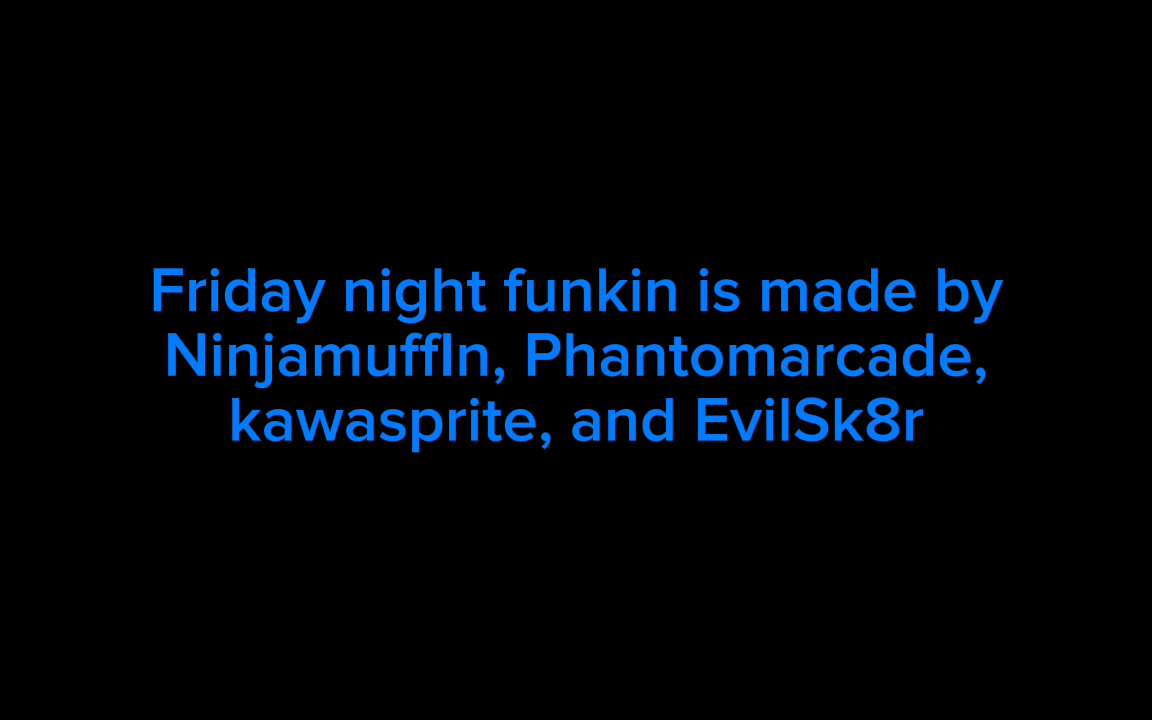 Friday night funkin is made by
NinjamuffIn, Phantomarcade,
kawasprite, and EvilSk8r